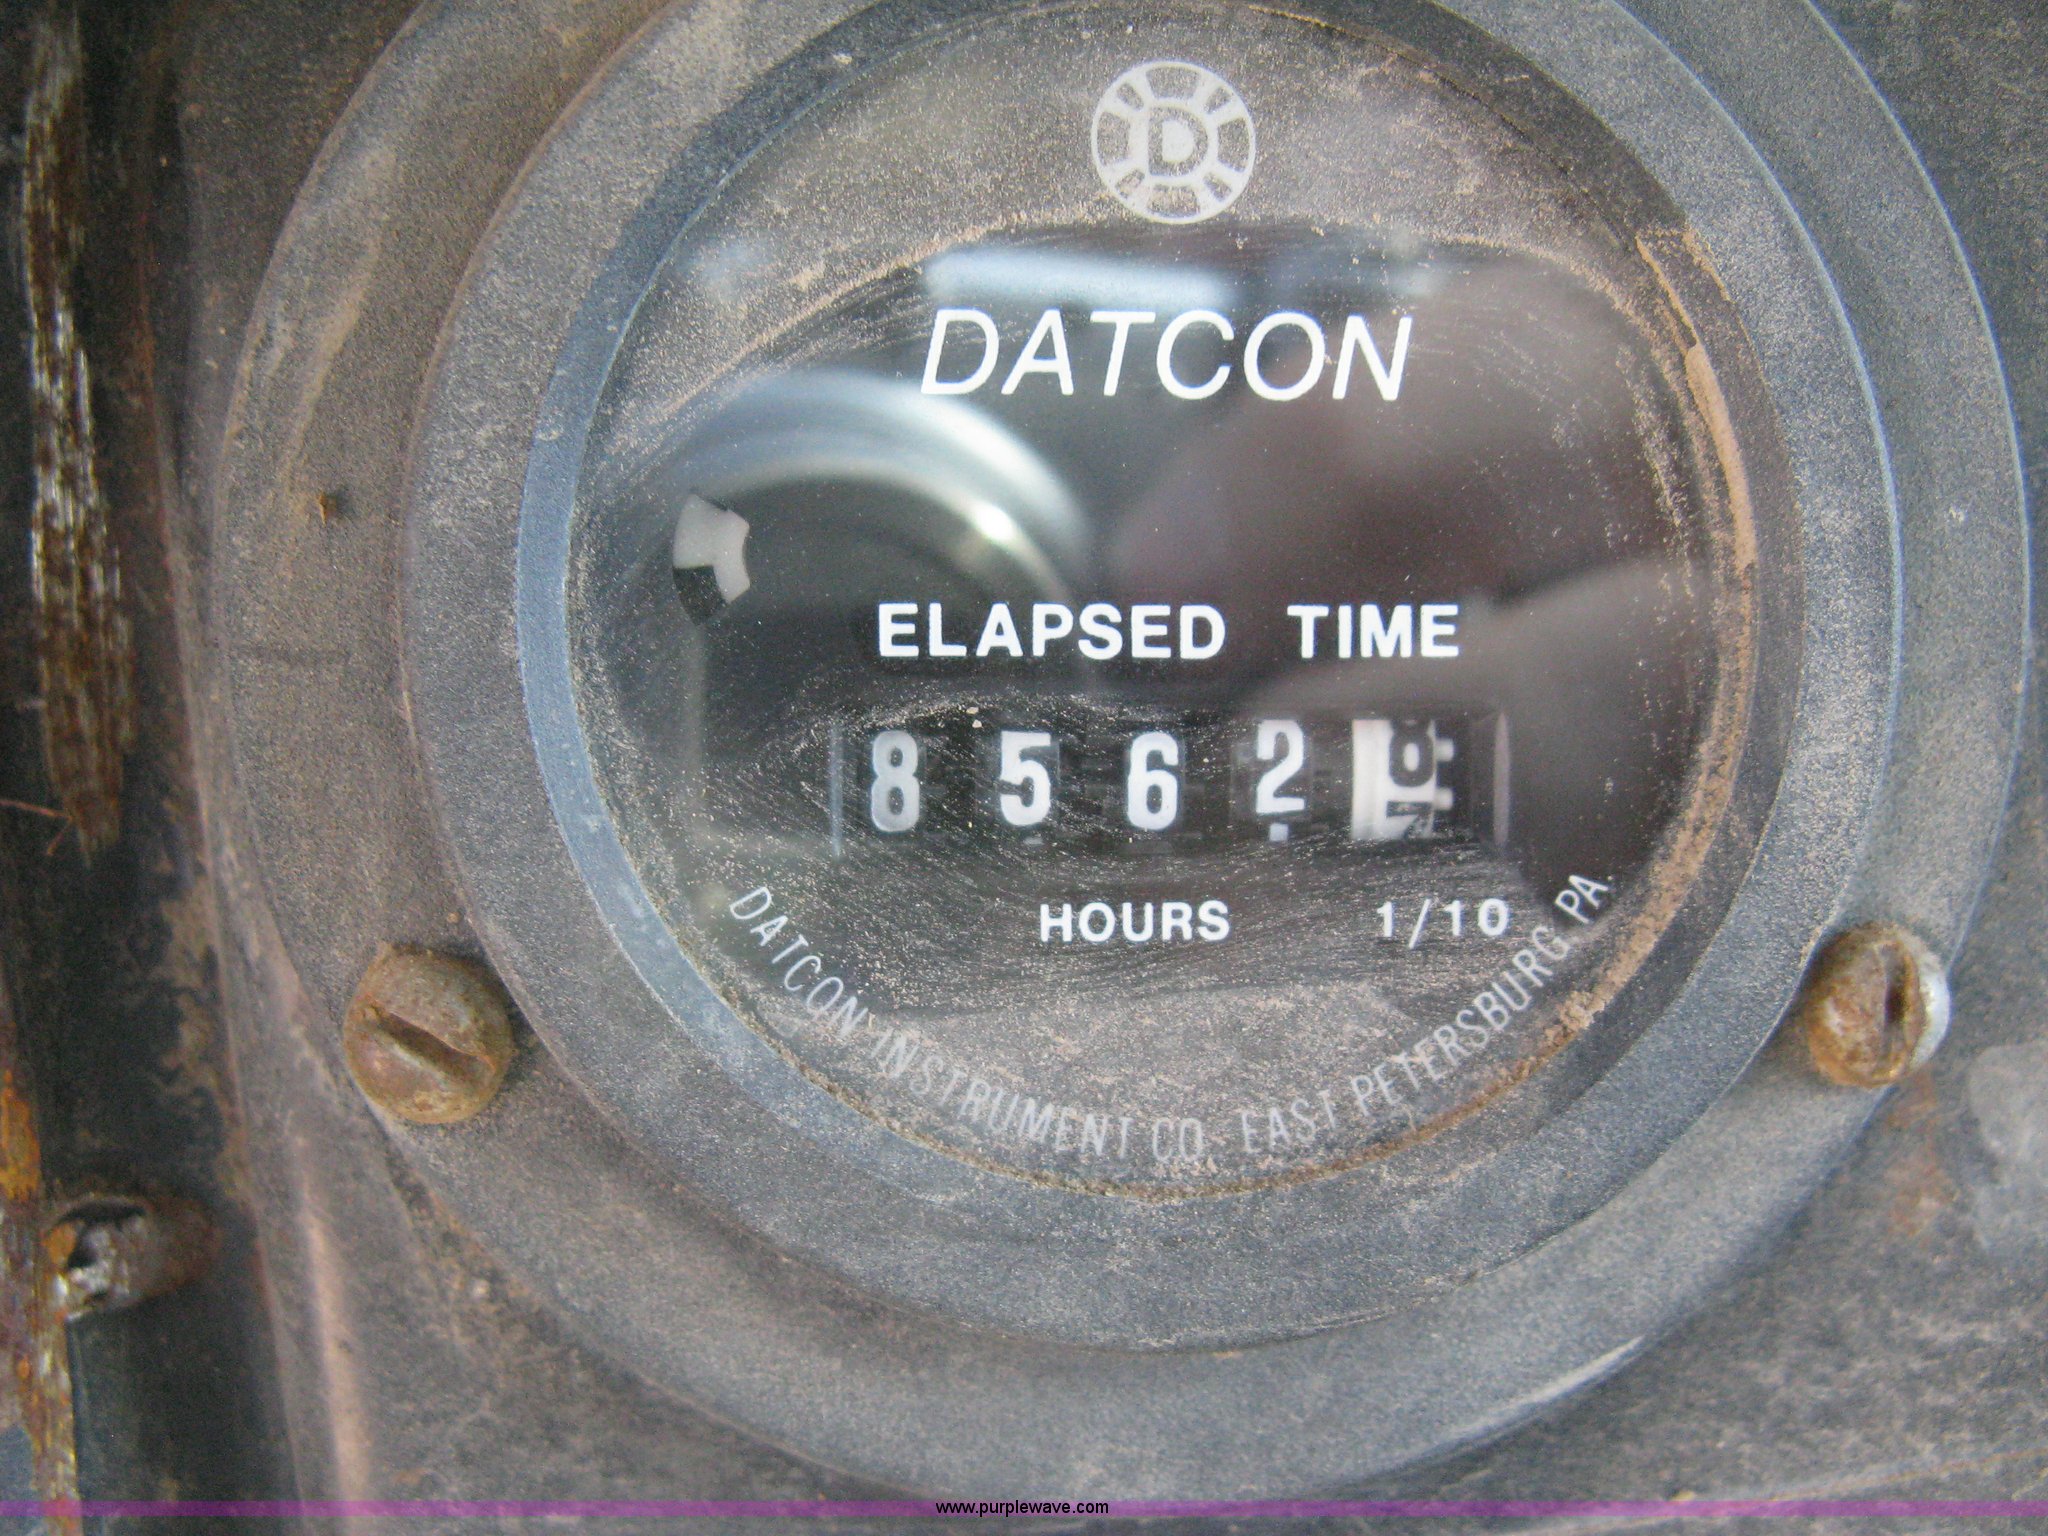 D
DATCON
ELAPSED TIME
8562
HOURS 1/10
DATCON INSTRUMENT CO. EAST PETERSBURG PA.
www.purplewave.com